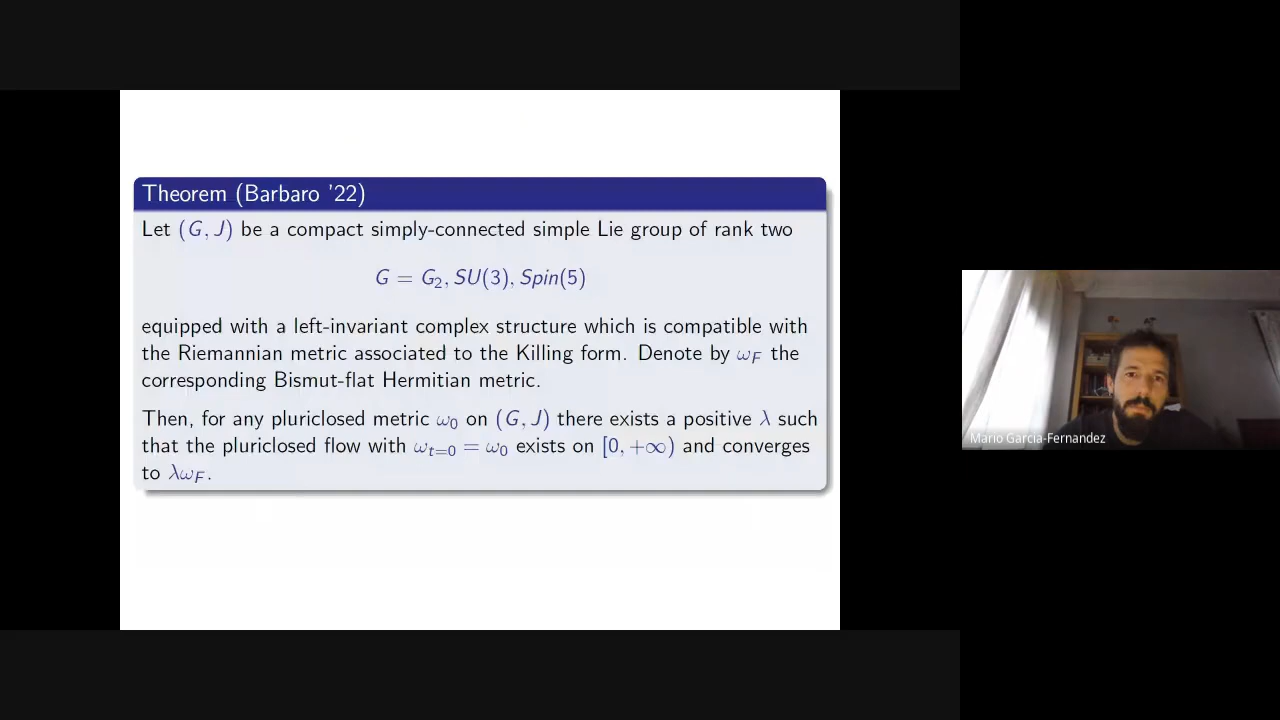 Theorem (Barbaro '22)
Let (G, J) be a compact simply-connected simple Lie group of rank two
G = G₂, SU(3), Spin(5)
equipped with a left-invariant complex structure which is compatible with
the Riemannian metric associated to the Killing form. Denote by ω_F the
corresponding Bismut-flat Hermitian metric.
Then, for any pluriclosed metric ω₀ on (G, J) there exists a positive λ such
that the pluriclosed flow with ω_{t=0} = ω₀ exists on [0, +∞) and converges
to λω_F.
Mario Garcia-Fernandez